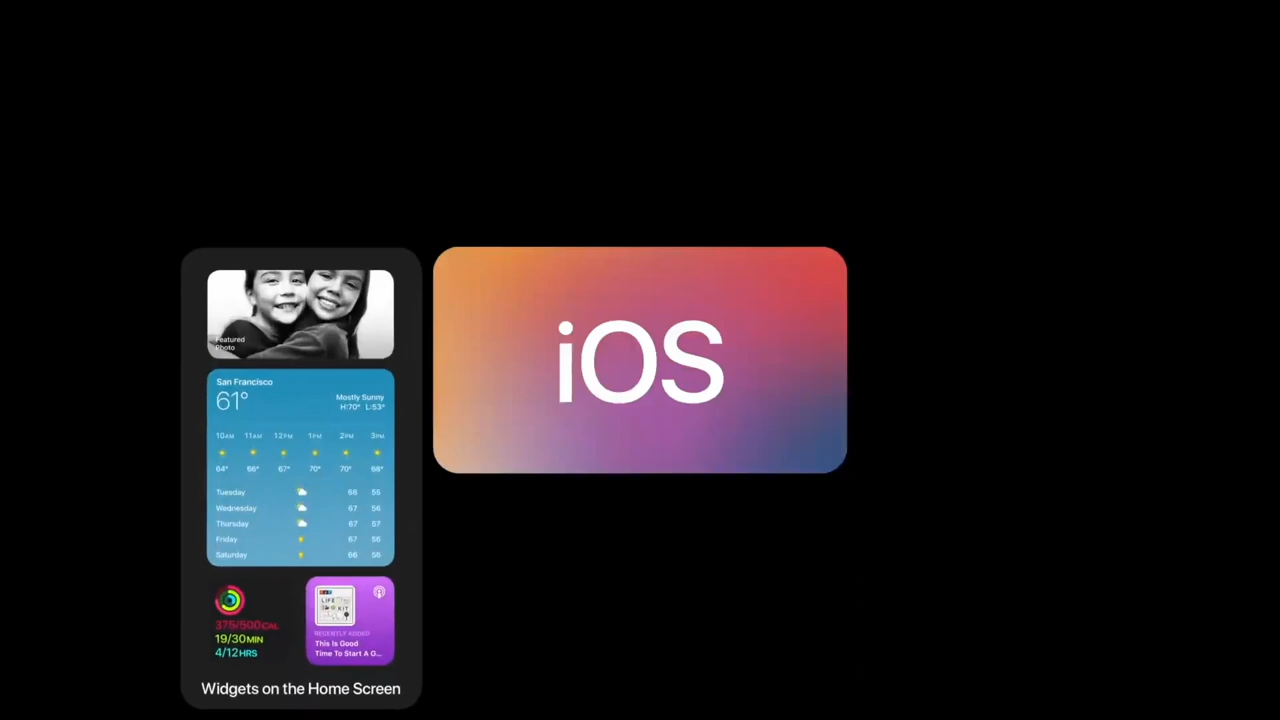 Featured
Photo
San Francisco
61°
Mostly Sunny
H:70° L:53°
10AM 11AM 12PM 1PM 2PM 3PM
64° 66° 67° 70° 70° 68°
Tuesday 68 55
Wednesday 67 56
Thursday 67 57
Friday 67 56
Saturday 66 56
375/500CAL
19/30MIN
4/12HRS
LIFE
KIT
RECENTLY ADDED
This Is Good
Time To Start A G...
Widgets on the Home Screen
iOS